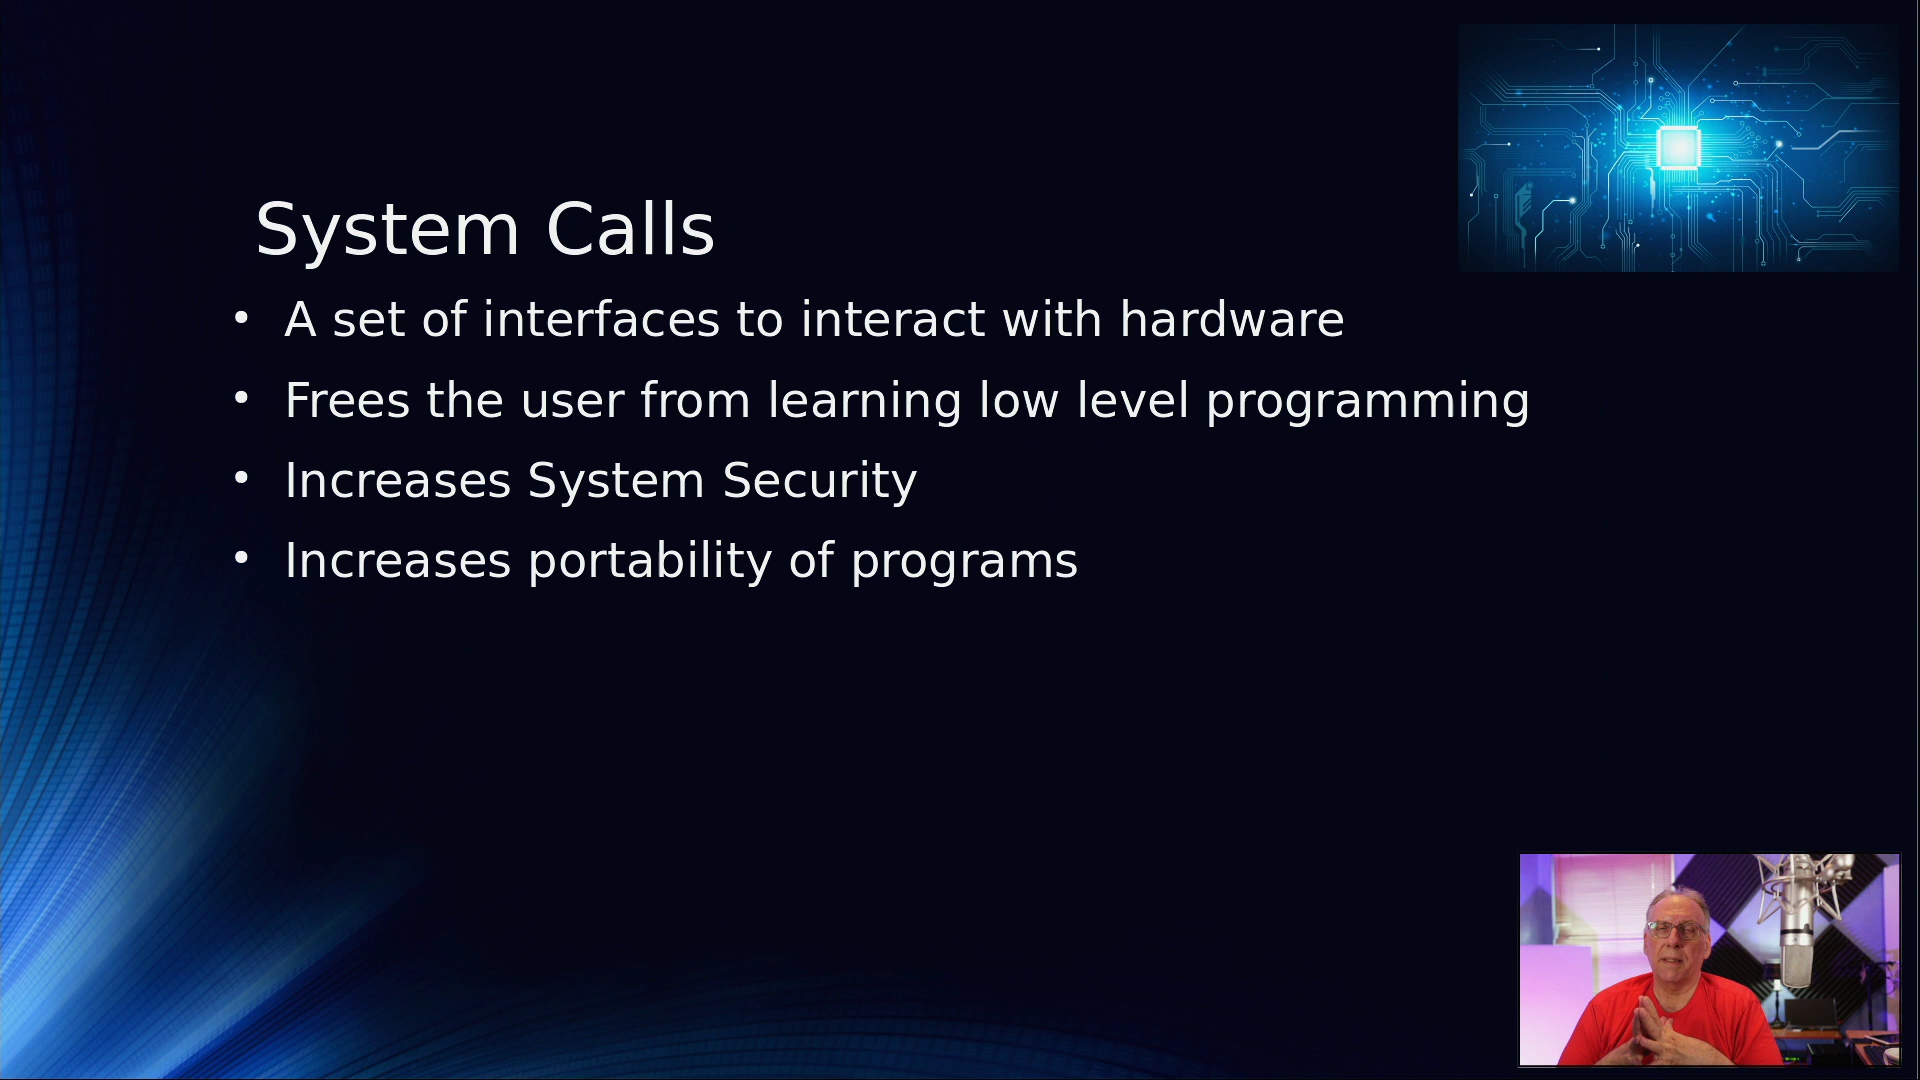 System Calls
• A set of interfaces to interact with hardware
• Frees the user from learning low level programming
• Increases System Security
• Increases portability of programs